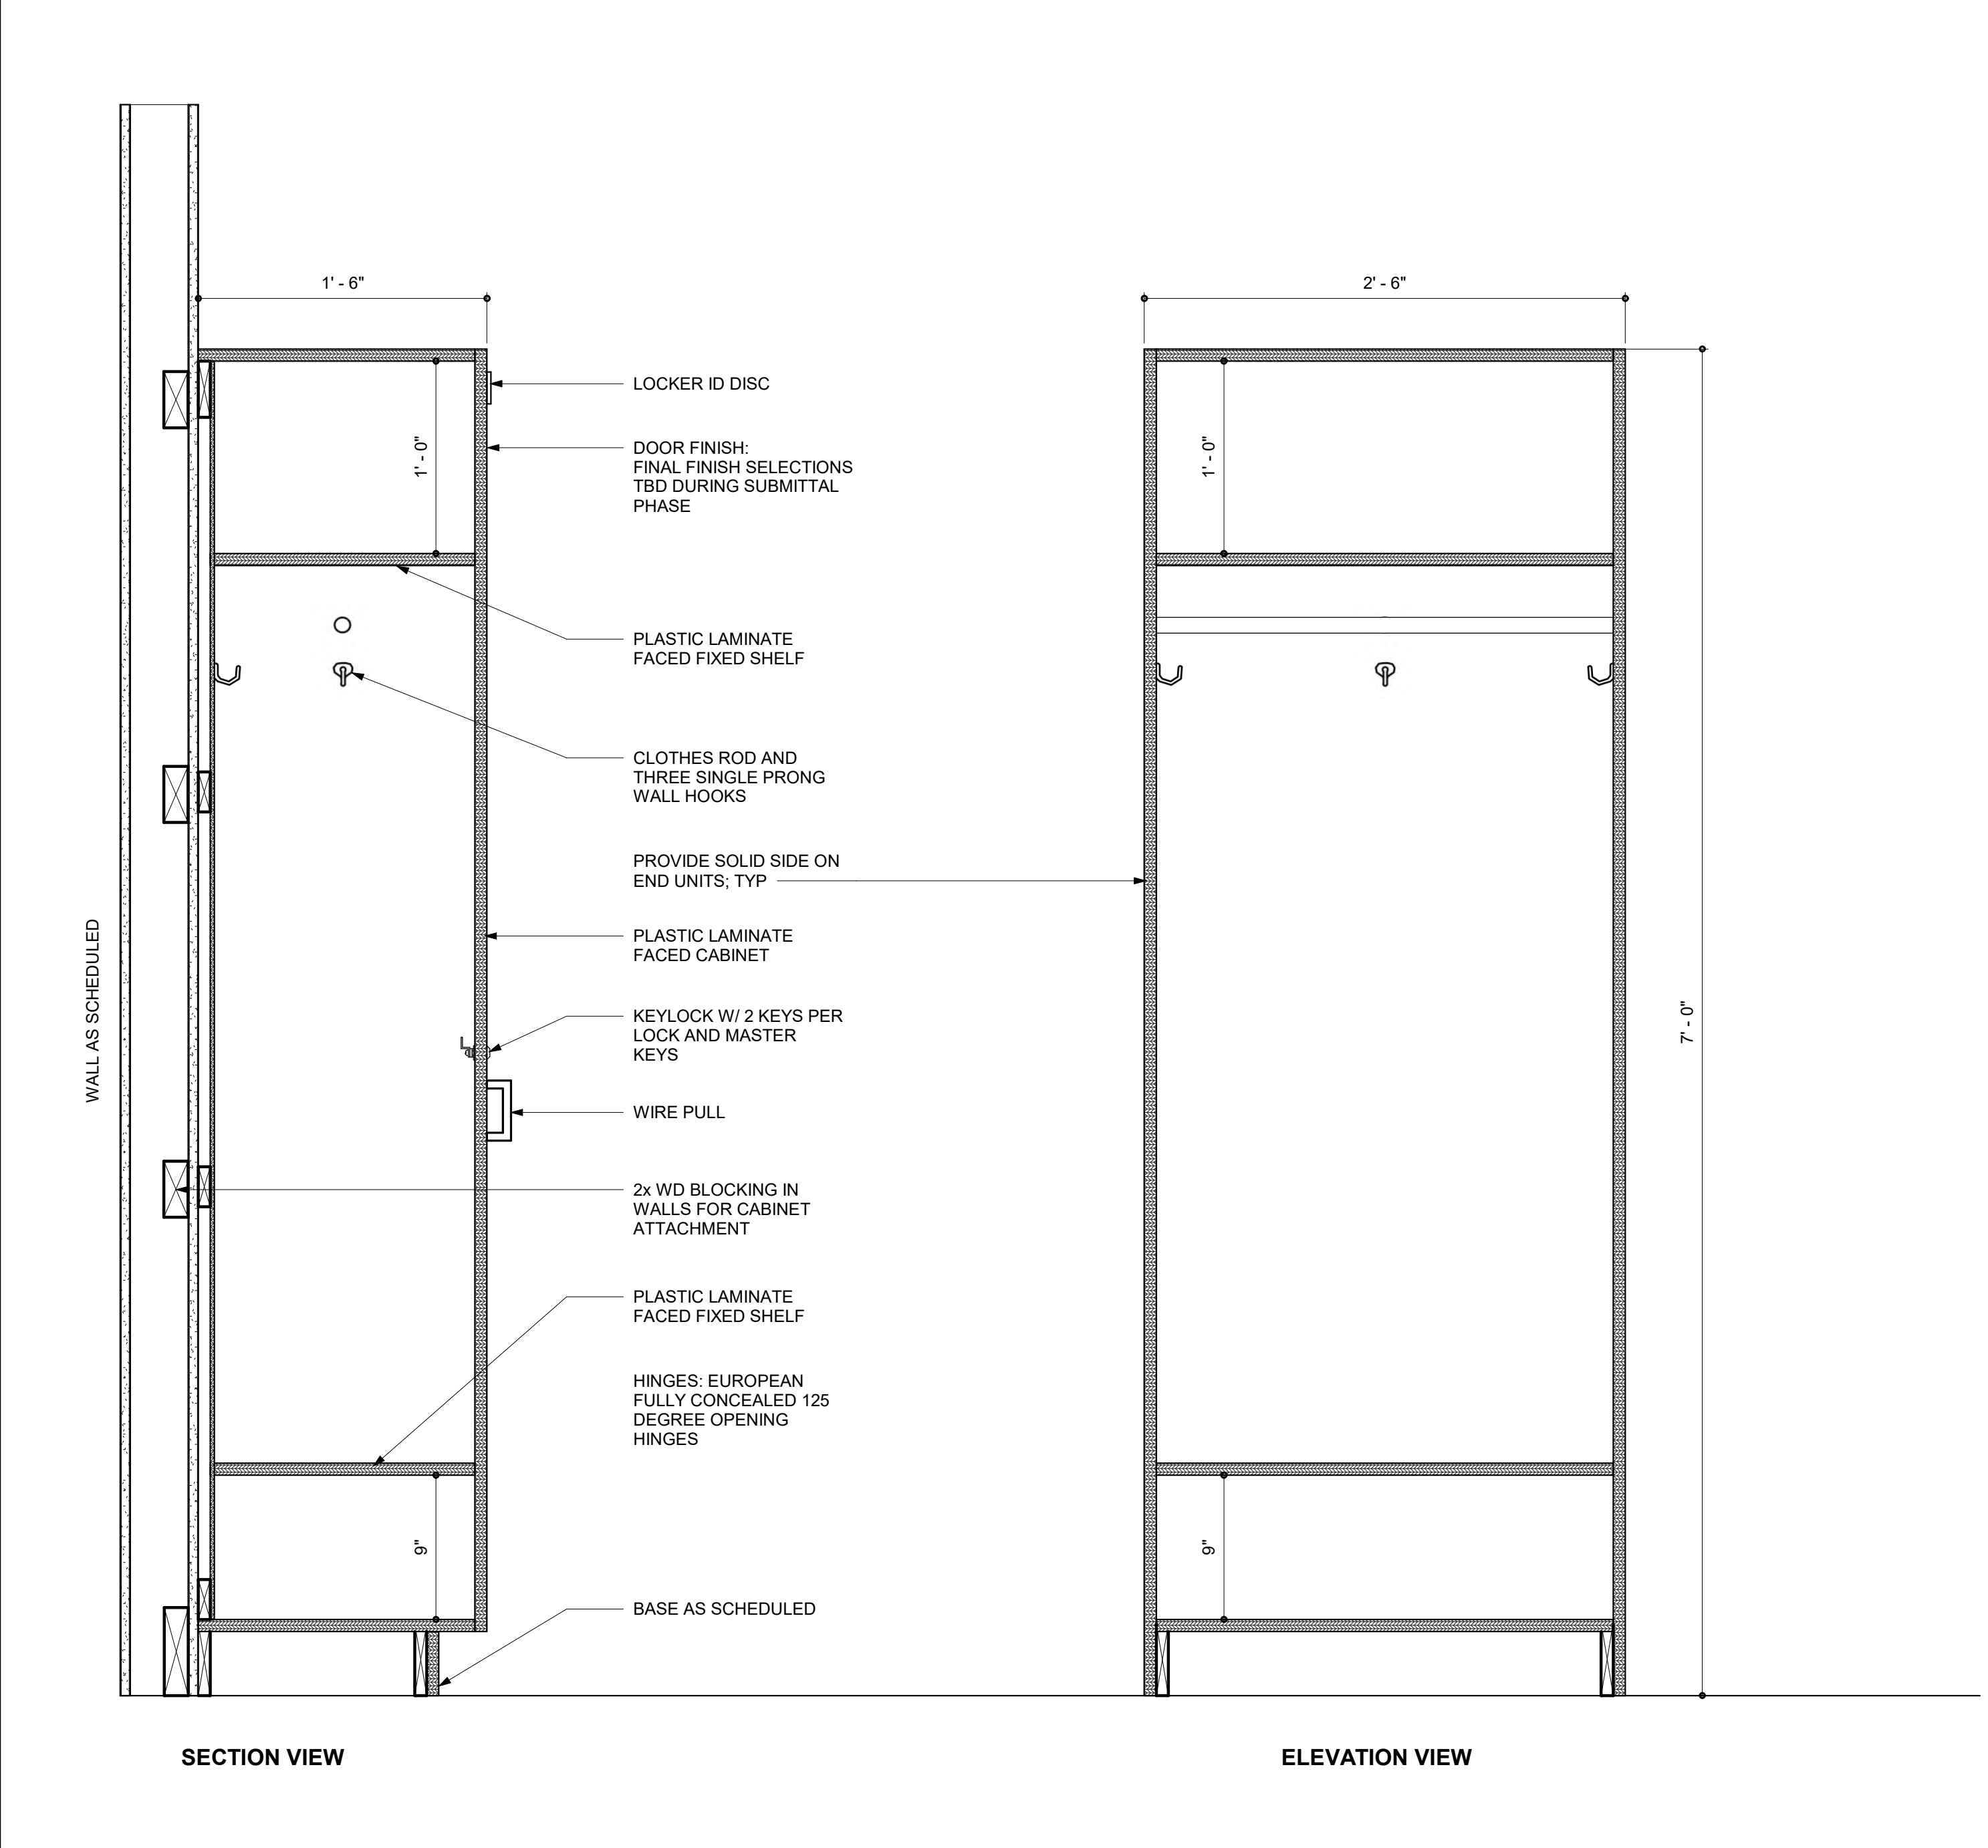 1' - 6"
2' - 6"
LOCKER ID DISC
1' - 0"
DOOR FINISH:
FINAL FINISH SELECTIONS
TBD DURING SUBMITTAL
PHASE
1' - 0"
PLASTIC LAMINATE
FACED FIXED SHELF
CLOTHES ROD AND
THREE SINGLE PRONG
WALL HOOKS
PROVIDE SOLID SIDE ON
END UNITS; TYP
PLASTIC LAMINATE
FACED CABINET
WALL AS SCHEDULED
KEYLOCK W/ 2 KEYS PER
LOCK AND MASTER
KEYS
7' - 0"
WIRE PULL
2x WD BLOCKING IN
WALLS FOR CABINET
ATTACHMENT
PLASTIC LAMINATE
FACED FIXED SHELF
HINGES: EUROPEAN
FULLY CONCEALED 125
DEGREE OPENING
HINGES
9"
9"
BASE AS SCHEDULED
SECTION VIEW
ELEVATION VIEW